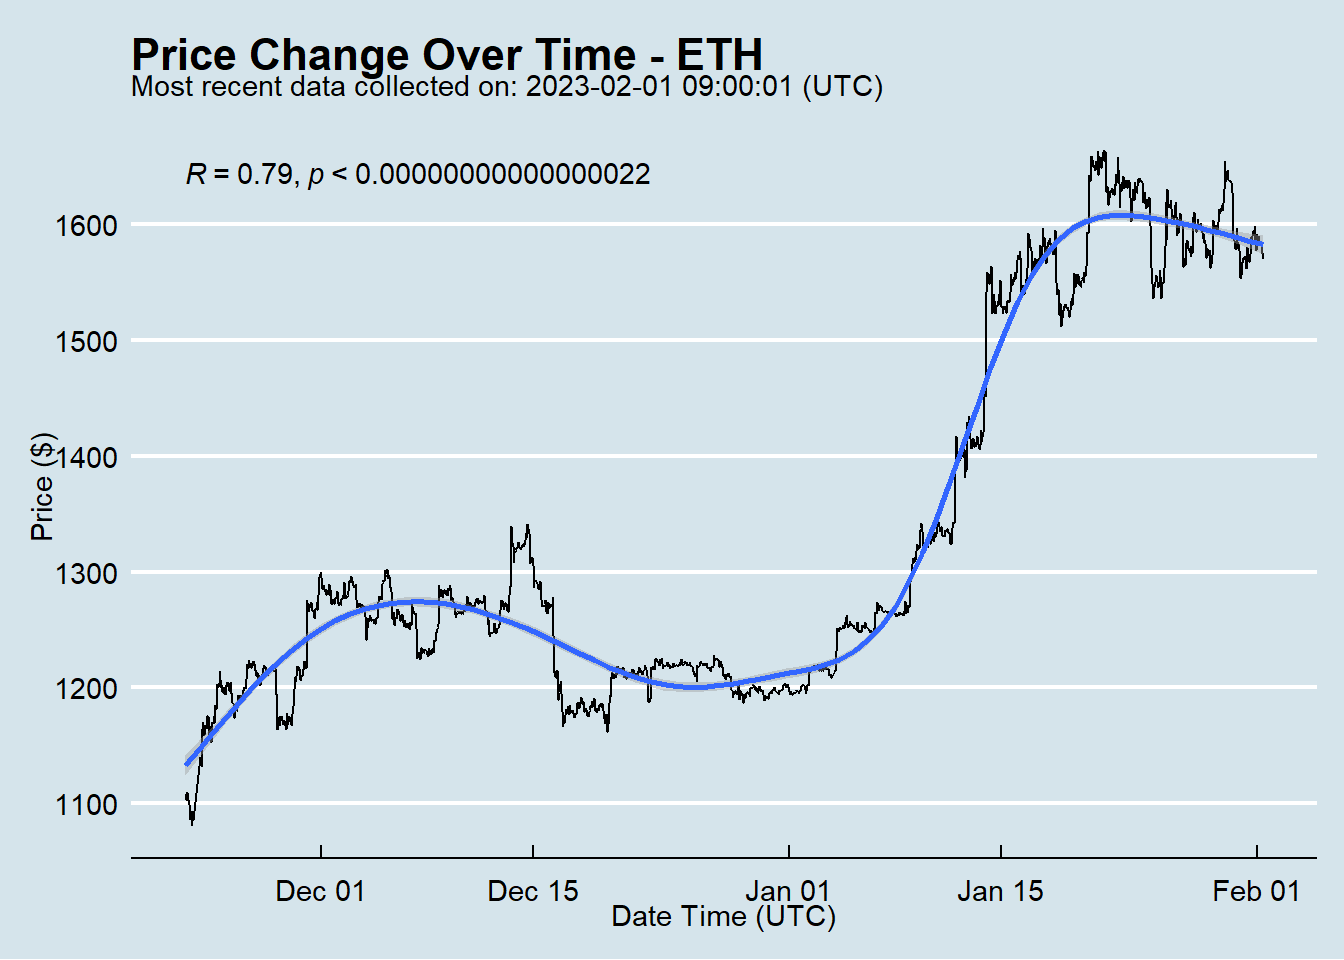 Price Change Over Time - ETH
Most recent data collected on: 2023-02-01 09:00:01 (UTC)
R = 0.79, p < 0.00000000000000022
1600
1500
1400
1300
1200
1100
Price ($)
Dec 01 Dec 15 Jan 01 Jan 15 Feb 01
Date Time (UTC)